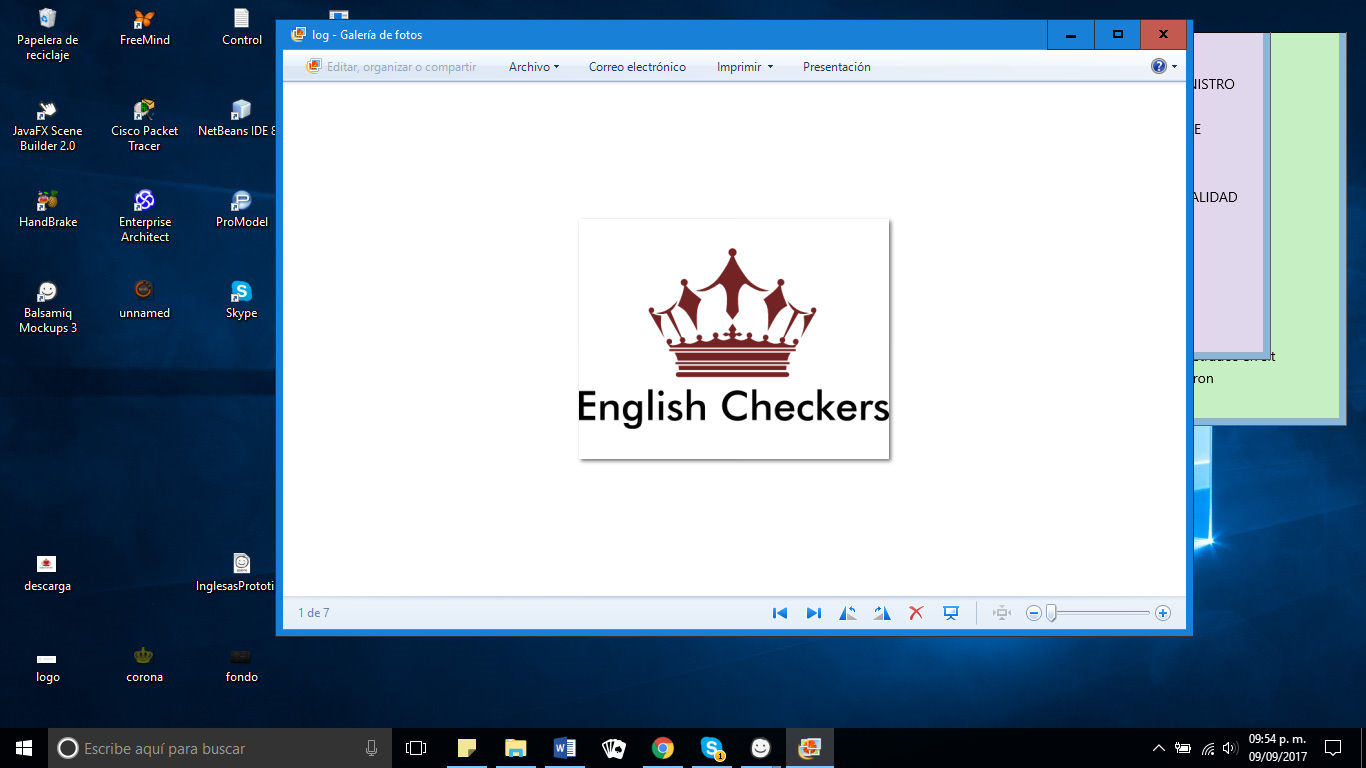 Papelera de
reciclaje
FreeMind
Control
JavaFX Scene
Builder 2.0
Cisco Packet
Tracer
NetBeans IDE 8
HandBrake
Enterprise
Architect
ProModel
Balsamiq
Mockups 3
unnamed
Skype
descarga
InglesasPrototi
logo
corona
fondo
log - Galería de fotos
Editar, organizar o compartir
Archivo
Correo electrónico
Imprimir
Presentación
English Checkers
1 de 7
NISTRO
E
ALIDAD
ron
Escribe aquí para buscar
1
09:54 p. m.
09/09/2017